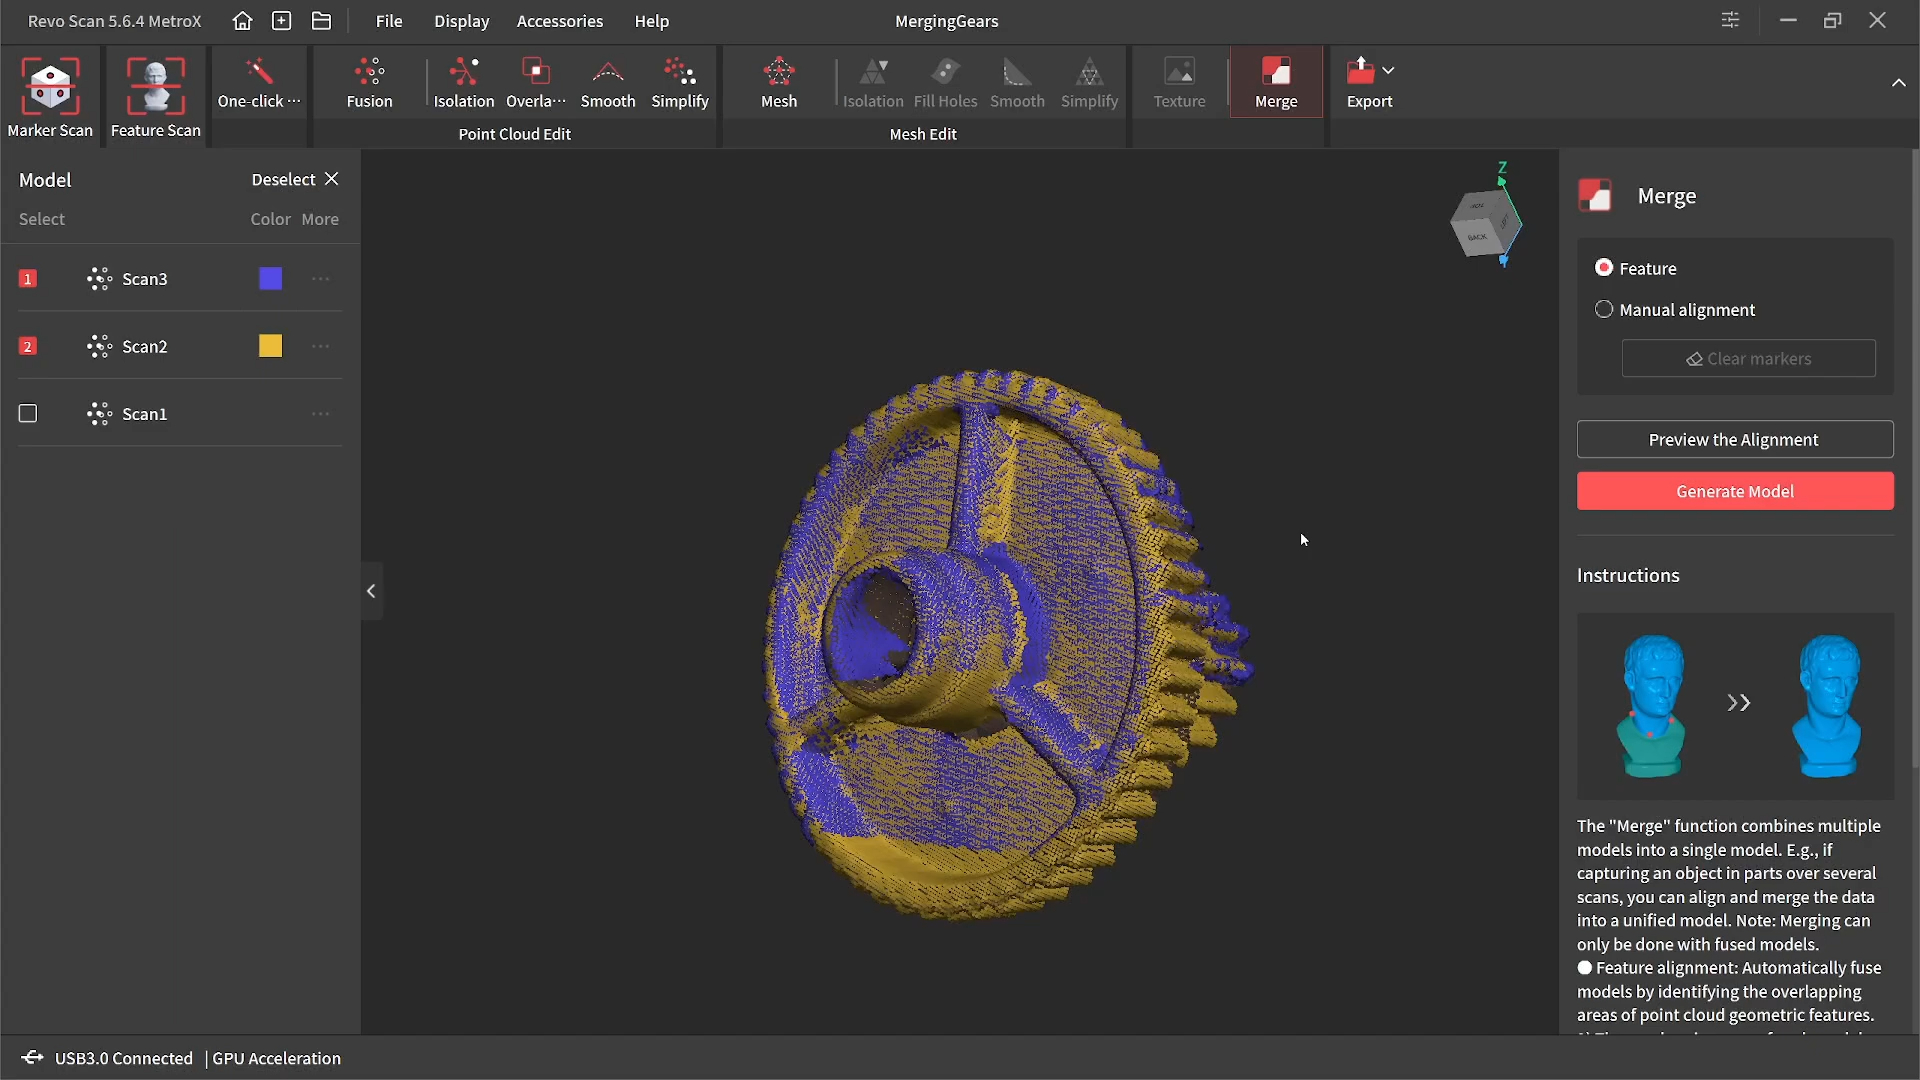 Revo Scan 5.6.4 MetroX
File
Display
Accessories
Help
MergingGears
Marker Scan
Feature Scan
One-click ···
Fusion
Isolation
Overla···
Smooth
Simplify
Point Cloud Edit
Mesh
Isolation
Fill Holes
Smooth
Simplify
Mesh Edit
Texture
Merge
Export
Model
Deselect
Select
Color
More
1
Scan3
2
Scan2
Scan1
Z
BACK
Merge
Feature
Manual alignment
Clear markers
Preview the Alignment
Generate Model
Instructions
The "Merge" function combines multiple
models into a single model. E.g., if
capturing an object in parts over several
scans, you can align and merge the data
into a unified model. Note: Merging can
only be done with fused models.
Feature alignment: Automatically fuse
models by identifying the overlapping
areas of point cloud geometric features.
USB3.0 Connected | GPU Acceleration